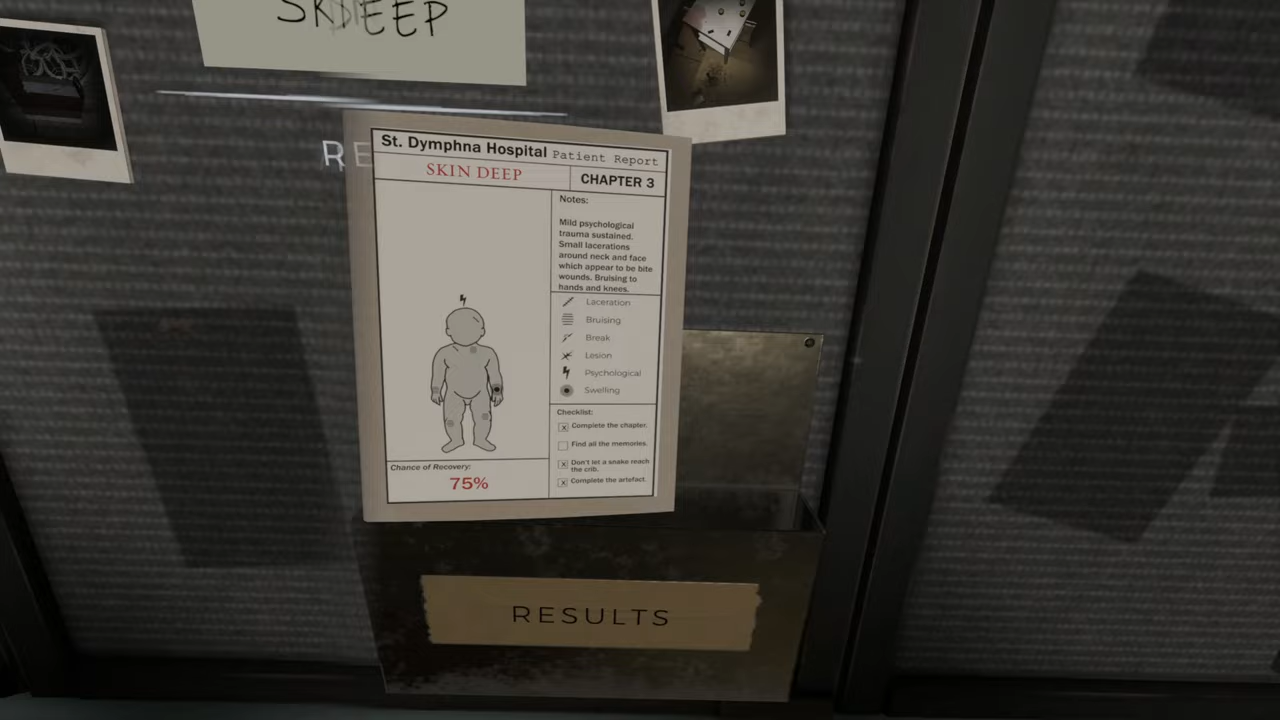 SKDEEP
RE
St. Dymphna Hospital Patient Report
SKIN DEEP
CHAPTER 3
Notes:
Mild psychological
trauma sustained.
Small lacerations
around neck and face
which appear to be bite
wounds. Bruising to
hands and knees.
Laceration
Bruising
Break
Lesion
Psychological
Swelling
Checklist:
x Complete the chapter.
Find all the memories.
x Don't let a snake reach
the crib.
x Complete the artefact.
Chance of Recovery:
75%
RESULTS